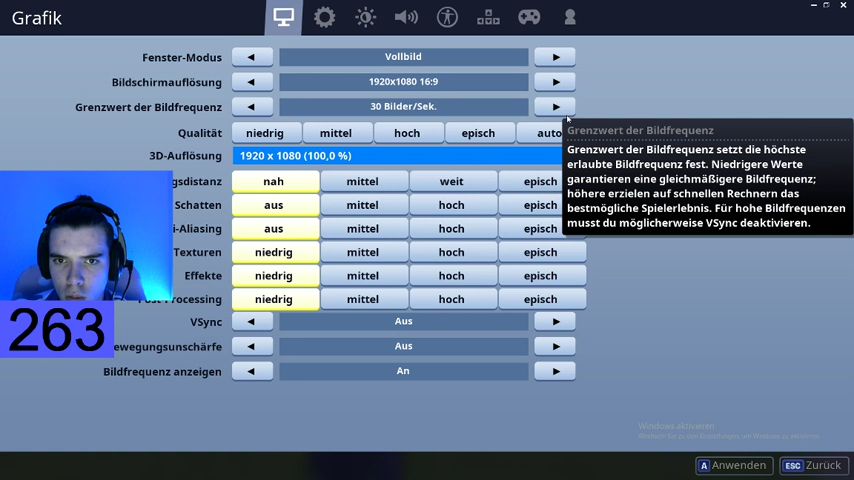 Grafik
Fenster-Modus
Vollbild
Bildschirmauflösung
1920x1080 16:9
Grenzwert der Bildfrequenz
30 Bilder/Sek.
Qualität niedrig mittel hoch episch auto
3D-Auflösung 1920 x 1080 (100,0 %)
Grenzwert der Bildfrequenz
Grenzwert der Bildfrequenz setzt die höchste
erlaubte Bildfrequenz fest. Niedrigere Werte
garantieren eine gleichmäßigere Bildfrequenz;
höhere erzielen auf schnellen Rechnern das
bestmögliche Spielerlebnis. Für hohe Bildfrequenzen
musst du möglicherweise VSync deaktivieren.
gsdistanz nah mittel weit episch
Schatten aus mittel hoch episch
i-Aliasing aus mittel hoch episch
Texturen niedrig mittel hoch episch
Effekte niedrig mittel hoch episch
Post-Processing niedrig mittel hoch episch
263
VSync Aus
ewegungsunschärfe Aus
Bildfrequenz anzeigen An
Windows aktivieren
A Anwenden
ESC Zurück